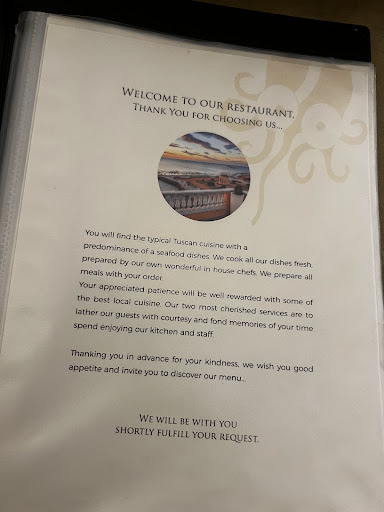 WELCOME TO OUR RESTAURANT,
THANK YOU FOR CHOOSING US...
You will find the typical Tuscan cuisine with a
predominance of a seafood dishes. We cook all our dishes fresh,
prepared by our own wonderful in house chefs. We prepare all
meals with your order.
Your appreciated patience will be well rewarded with some of
the best local cuisine. Our two most cherished services are to
lather our guests with courtesy and fond memories of your time
spend enjoying our kitchen and staff.
Thanking you in advance for your kindness, we wish you good
appetite and invite you to discover our menu...
WE WILL BE WITH YOU
SHORTLY FULFILL YOUR REQUEST.